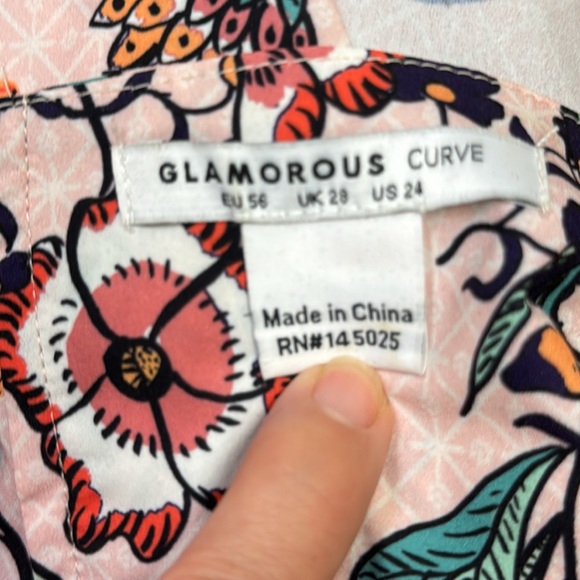 GLAMOROUS CURVE
EU 56 UK 28 US 24
Made in China
RN#145025